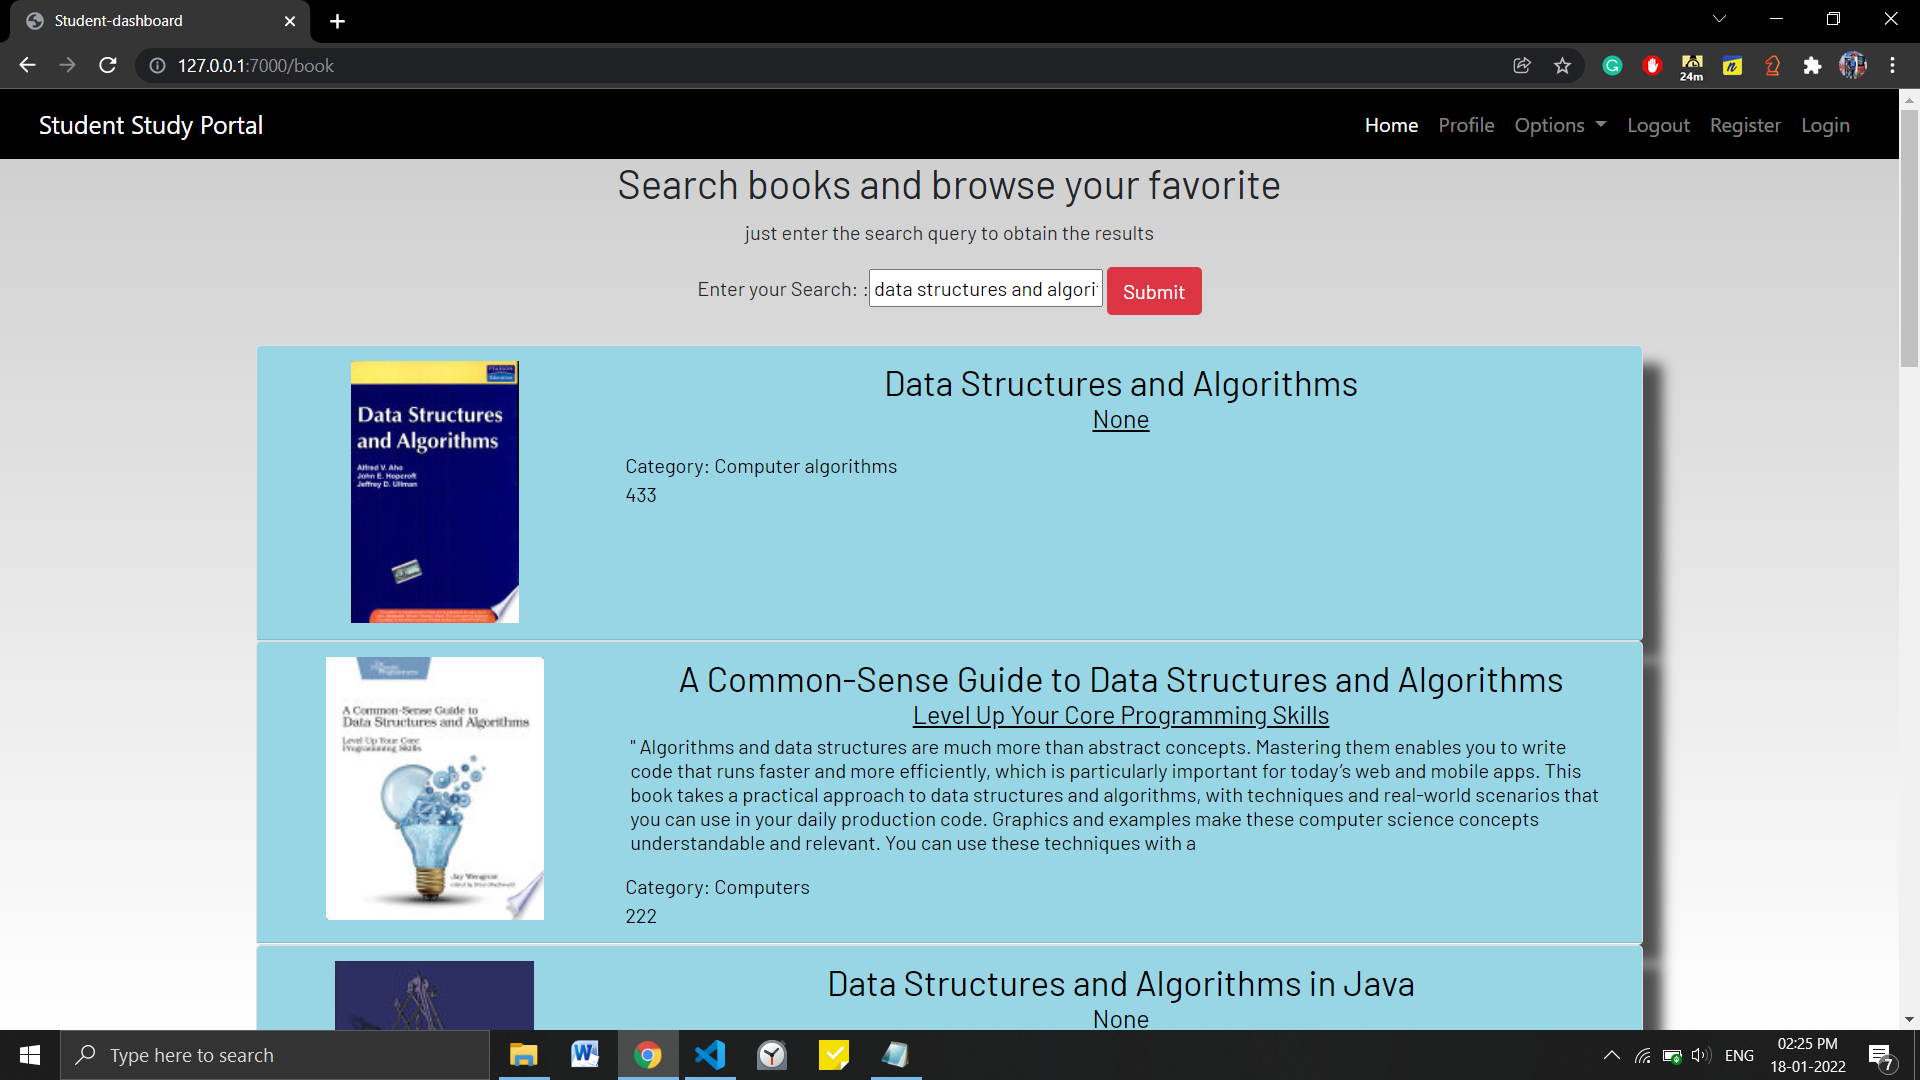 Student-dashboard
127.0.0.1:7000/book
24m
Student Study Portal
Home Profile Options Logout Register Login
Search books and browse your favorite
just enter the search query to obtain the results
Enter your Search: : data structures and algori
Submit
PEARSON
Education
Data Structures
and Algorithms
Alfred V. Aho
John E. Hopcroft
Jeffrey D. Ullman
Data Structures and Algorithms
None
Category: Computer algorithms
433
A Common-Sense Guide to
Data Structures and Algorithms
Level Up Your Core
Programming Skills
Jay Wengrow
A Common-Sense Guide to Data Structures and Algorithms
Level Up Your Core Programming Skills
" Algorithms and data structures are much more than abstract concepts. Mastering them enables you to write
code that runs faster and more efficiently, which is particularly important for today’s web and mobile apps. This
book takes a practical approach to data structures and algorithms, with techniques and real-world scenarios that
you can use in your daily production code. Graphics and examples make these computer science concepts
understandable and relevant. You can use these techniques with a
Category: Computers
222
Data Structures and Algorithms in Java
None
Type here to search
ENG
02:25 PM
18-01-2022
7